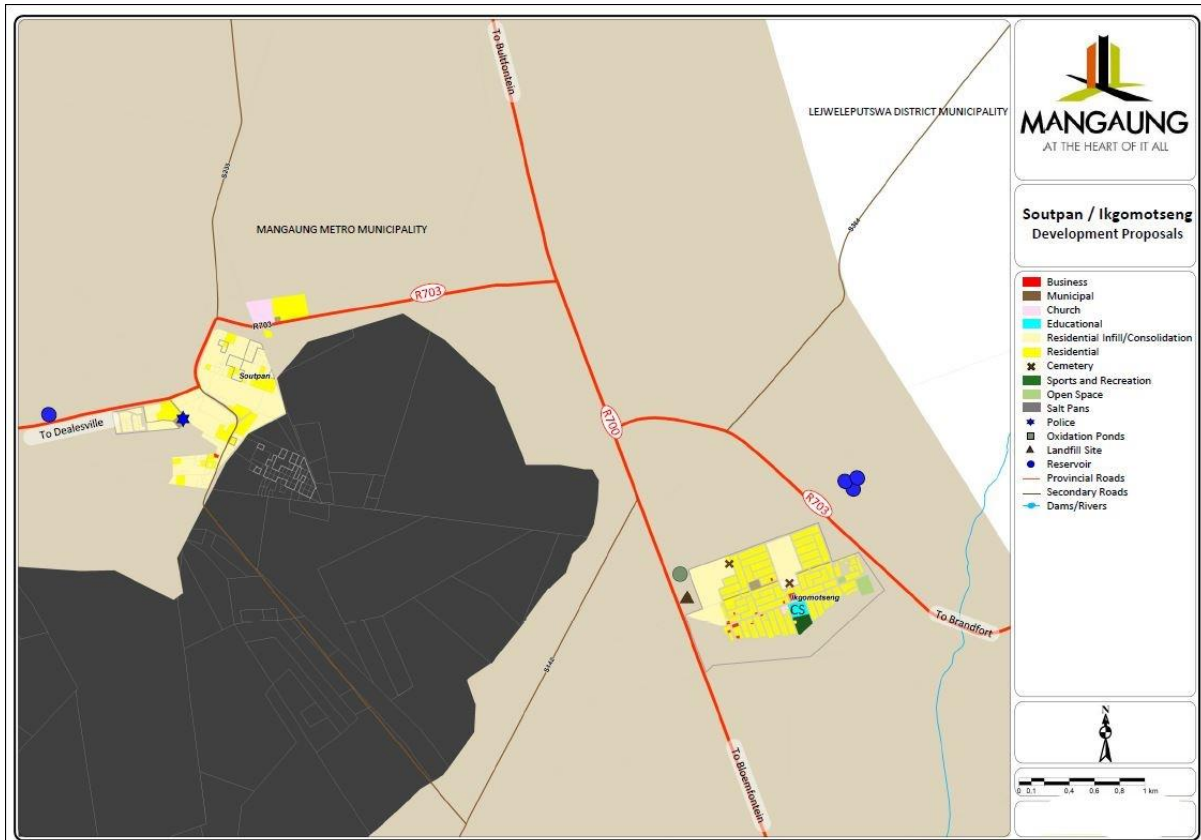 To Bultfontein
LEJWELEPUTSWA DISTRICT MUNICIPALITY
MANGAUNG METRO MUNICIPALITY
R703
R703
Soutpan
To Dealesville
R700
R703
Ikgomotseng
CS
S442
To Brandfort
To Bloemfontein
MANGAUNG
AT THE HEART OF IT ALL
Soutpan / Ikgomotseng
Development Proposals
Business
Municipal
Church
Educational
Residential Infill/Consolidation
Residential
Cemetery
Sports and Recreation
Open Space
Salt Pans
Police
Oxidation Ponds
Landfill Site
Reservoir
Provincial Roads
Secondary Roads
Dams/Rivers
N
0 0,1 0,4 0,6 0,8 1 km